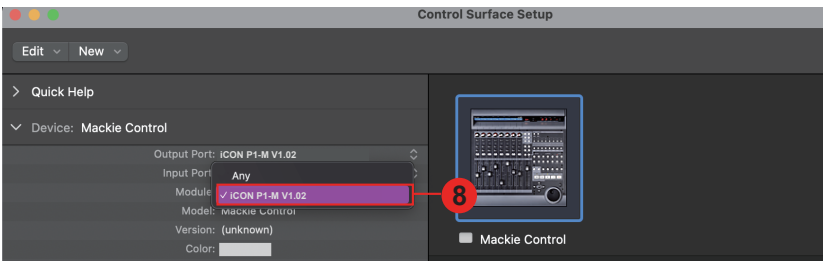 Control Surface Setup
Edit New
Quick Help
Device: Mackie Control
Output Port: iCON P1-M V1.02
Input Port
Any
Module
✓ iCON P1-M V1.02
8
Model: Mackie Control
Version: (unknown)
Color:
Mackie Control